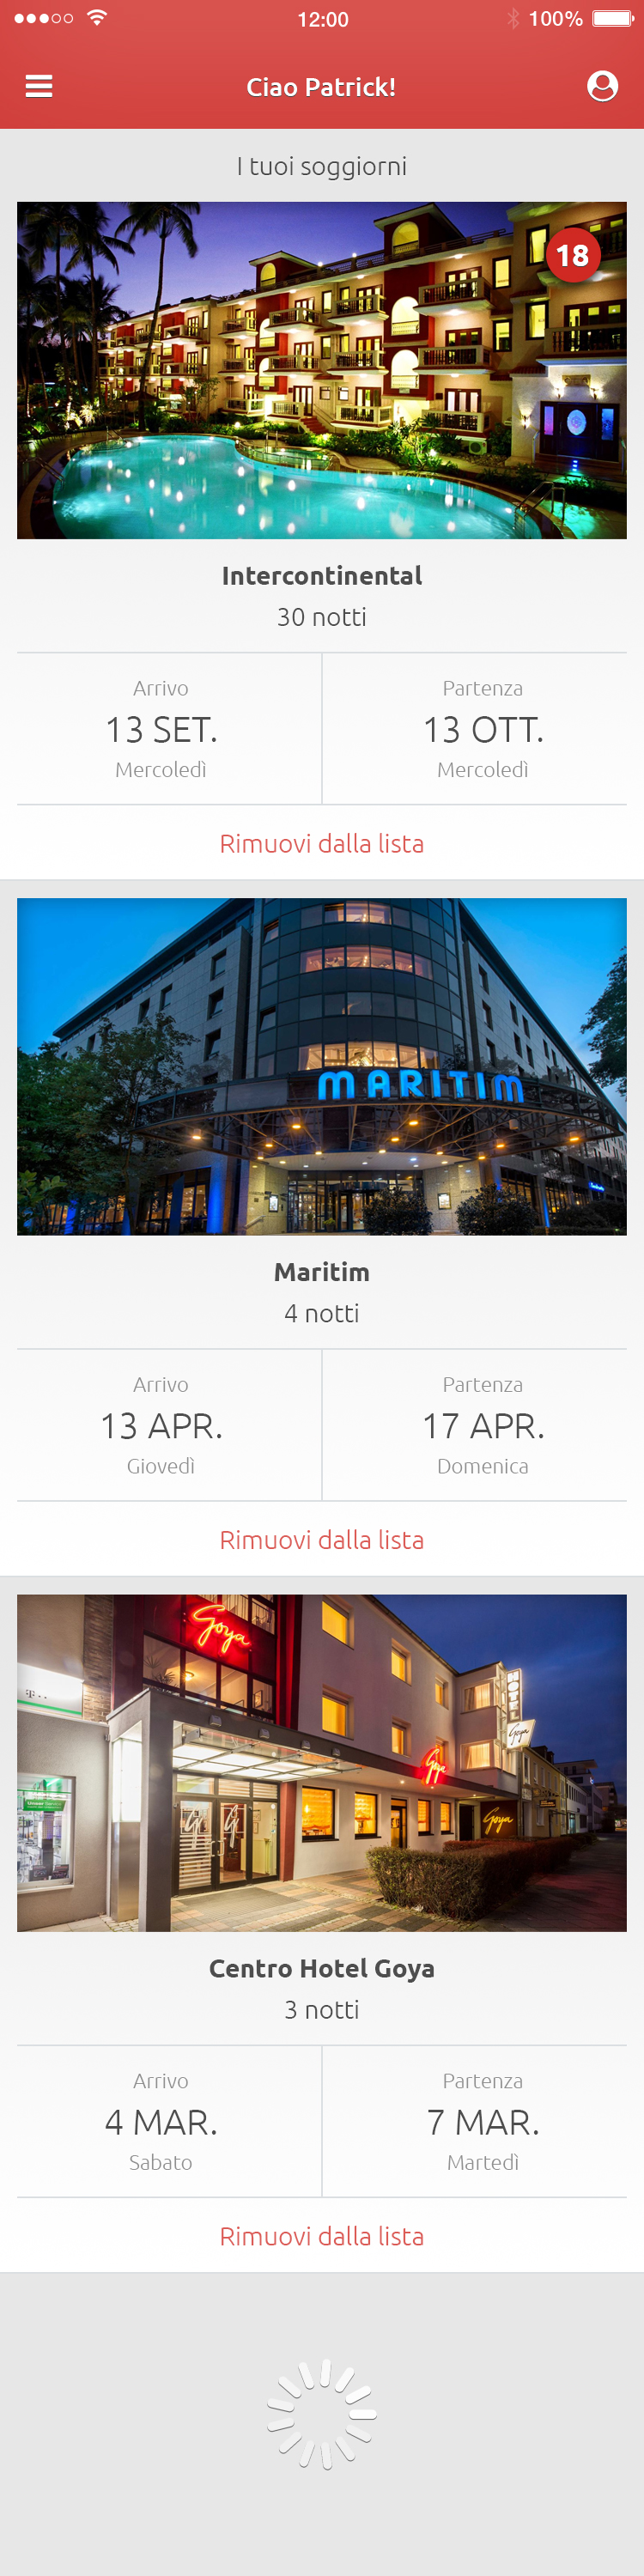 12:00
100%
Ciao Patrick!
I tuoi soggiorni
18
Intercontinental
30 notti
Arrivo
Partenza
13 SET.
13 OTT.
Mercoledì
Mercoledì
Rimuovi dalla lista
MARITIM
Maritim
4 notti
Arrivo
Partenza
13 APR.
17 APR.
Giovedì
Domenica
Rimuovi dalla lista
Goya
HOTEL
Goya
Goya
Goya
Centro Hotel Goya
3 notti
Arrivo
Partenza
4 MAR.
7 MAR.
Sabato
Martedì
Rimuovi dalla lista